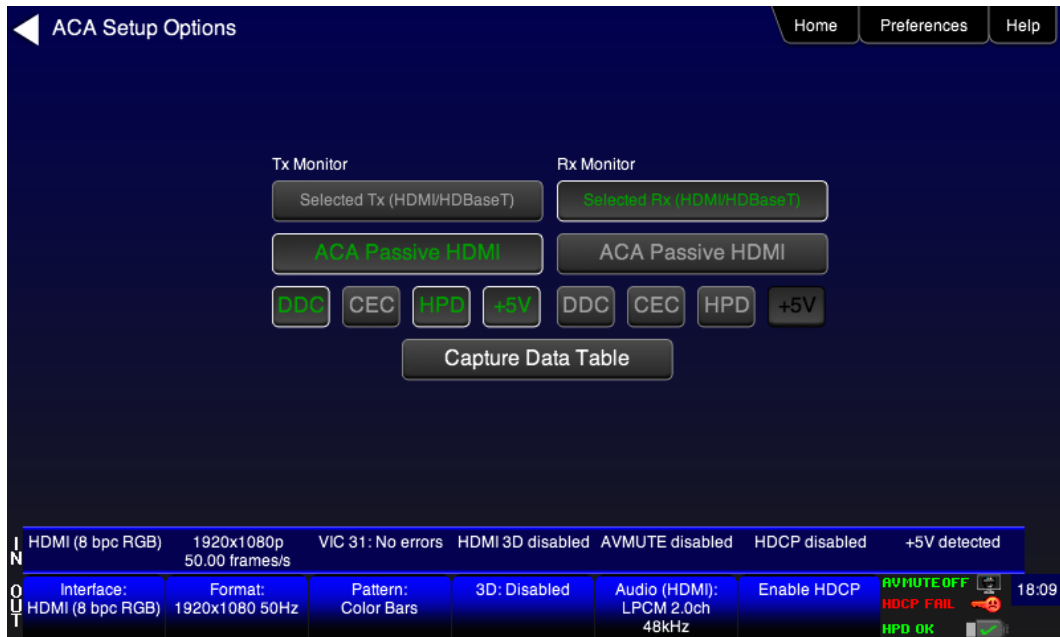 ACA Setup Options
Home
Preferences
Help
Tx Monitor
Rx Monitor
Selected Tx (HDMI/HDBaseT)
Selected Rx (HDMI/HDBaseT)
ACA Passive HDMI
ACA Passive HDMI
DDC
CEC
HPD
+5V
DDC
CEC
HPD
+5V
Capture Data Table
IN
HDMI (8 bpc RGB)
1920x1080p
50.00 frames/s
VIC 31: No errors
HDMI 3D disabled
AVMUTE disabled
HDCP disabled
+5V detected
OUT
Interface:
HDMI (8 bpc RGB)
Format:
1920x1080 50Hz
Pattern:
Color Bars
3D: Disabled
Audio (HDMI):
LPCM 2.0ch
48kHz
Enable HDCP
AVMUTE OFF
HDCP FAIL
HPD OK
18:09